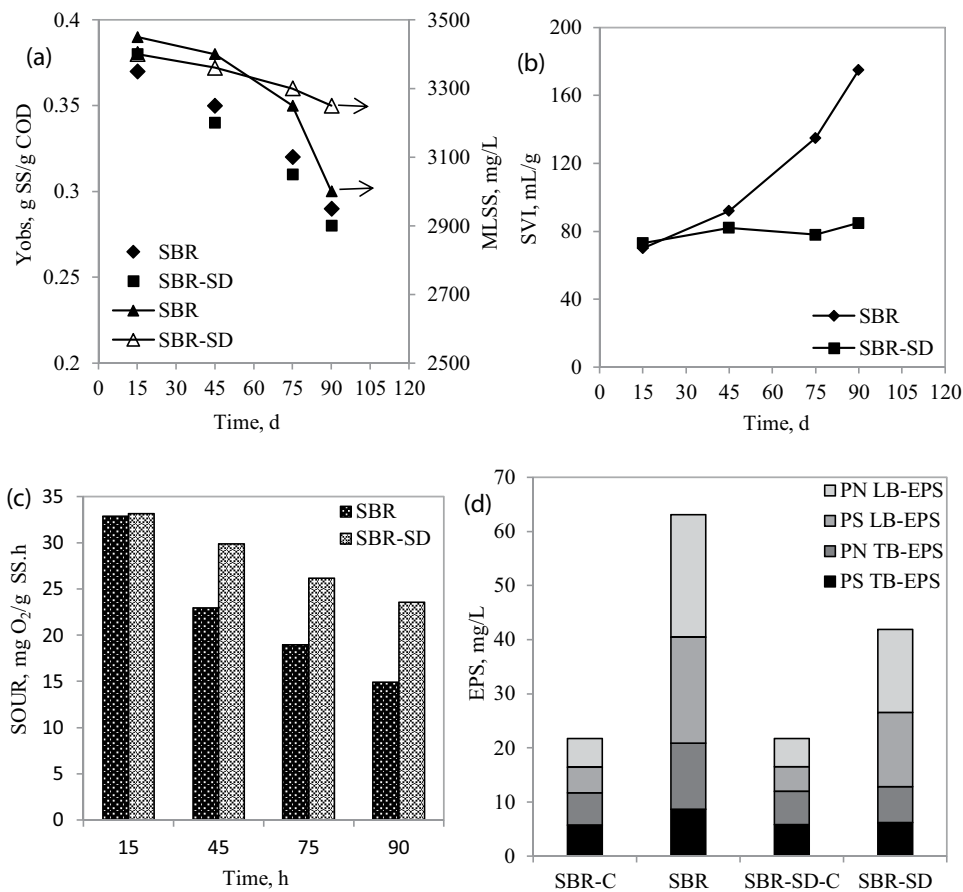 (a)
0.4
0.35
0.3
0.25
0.2
Yobs, g SS/g COD
3500
3300
3100
2900
2700
2500
MLSS, mg/L
SBR
SBR-SD
SBR
SBR-SD
0 15 30 45 60 75 90 105 120
Time, d
(b)
200
160
120
80
40
0
SVI, mL/g
SBR
SBR-SD
0 15 30 45 60 75 90 105 120
Time, d
(c)
35
30
25
20
15
10
5
0
SOUR, mg O₂/g SS.h
SBR
SBR-SD
15 45 75 90
Time, h
(d)
70
60
50
40
30
20
10
0
EPS, mg/L
PN LB-EPS
PS LB-EPS
PN TB-EPS
PS TB-EPS
SBR-C SBR SBR-SD-C SBR-SD